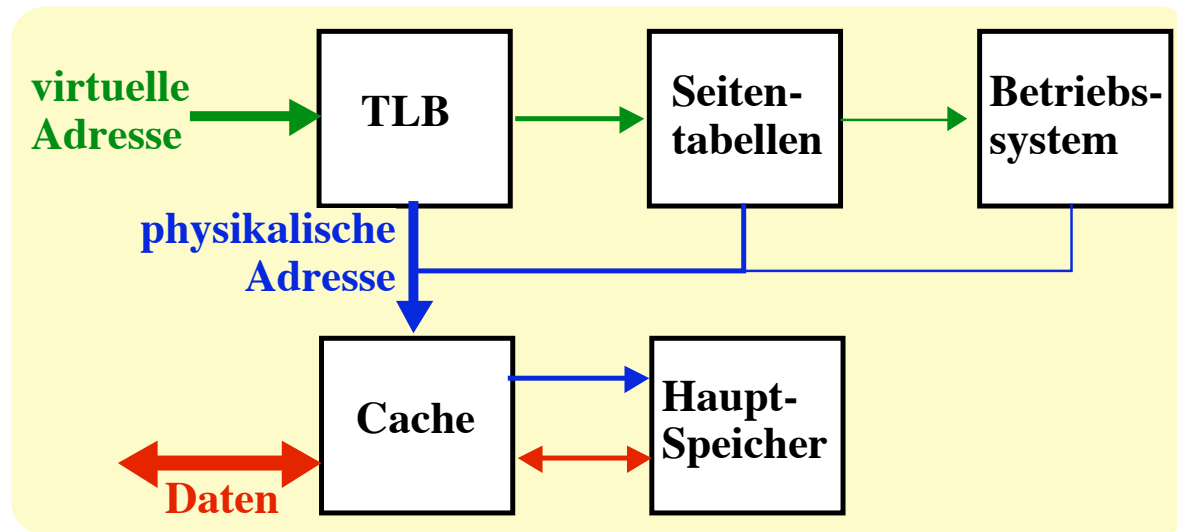 virtuelle
Adresse
TLB
Seiten-
tabellen
Betriebs-
system
physikalische
Adresse
Cache
Haupt-
Speicher
Daten